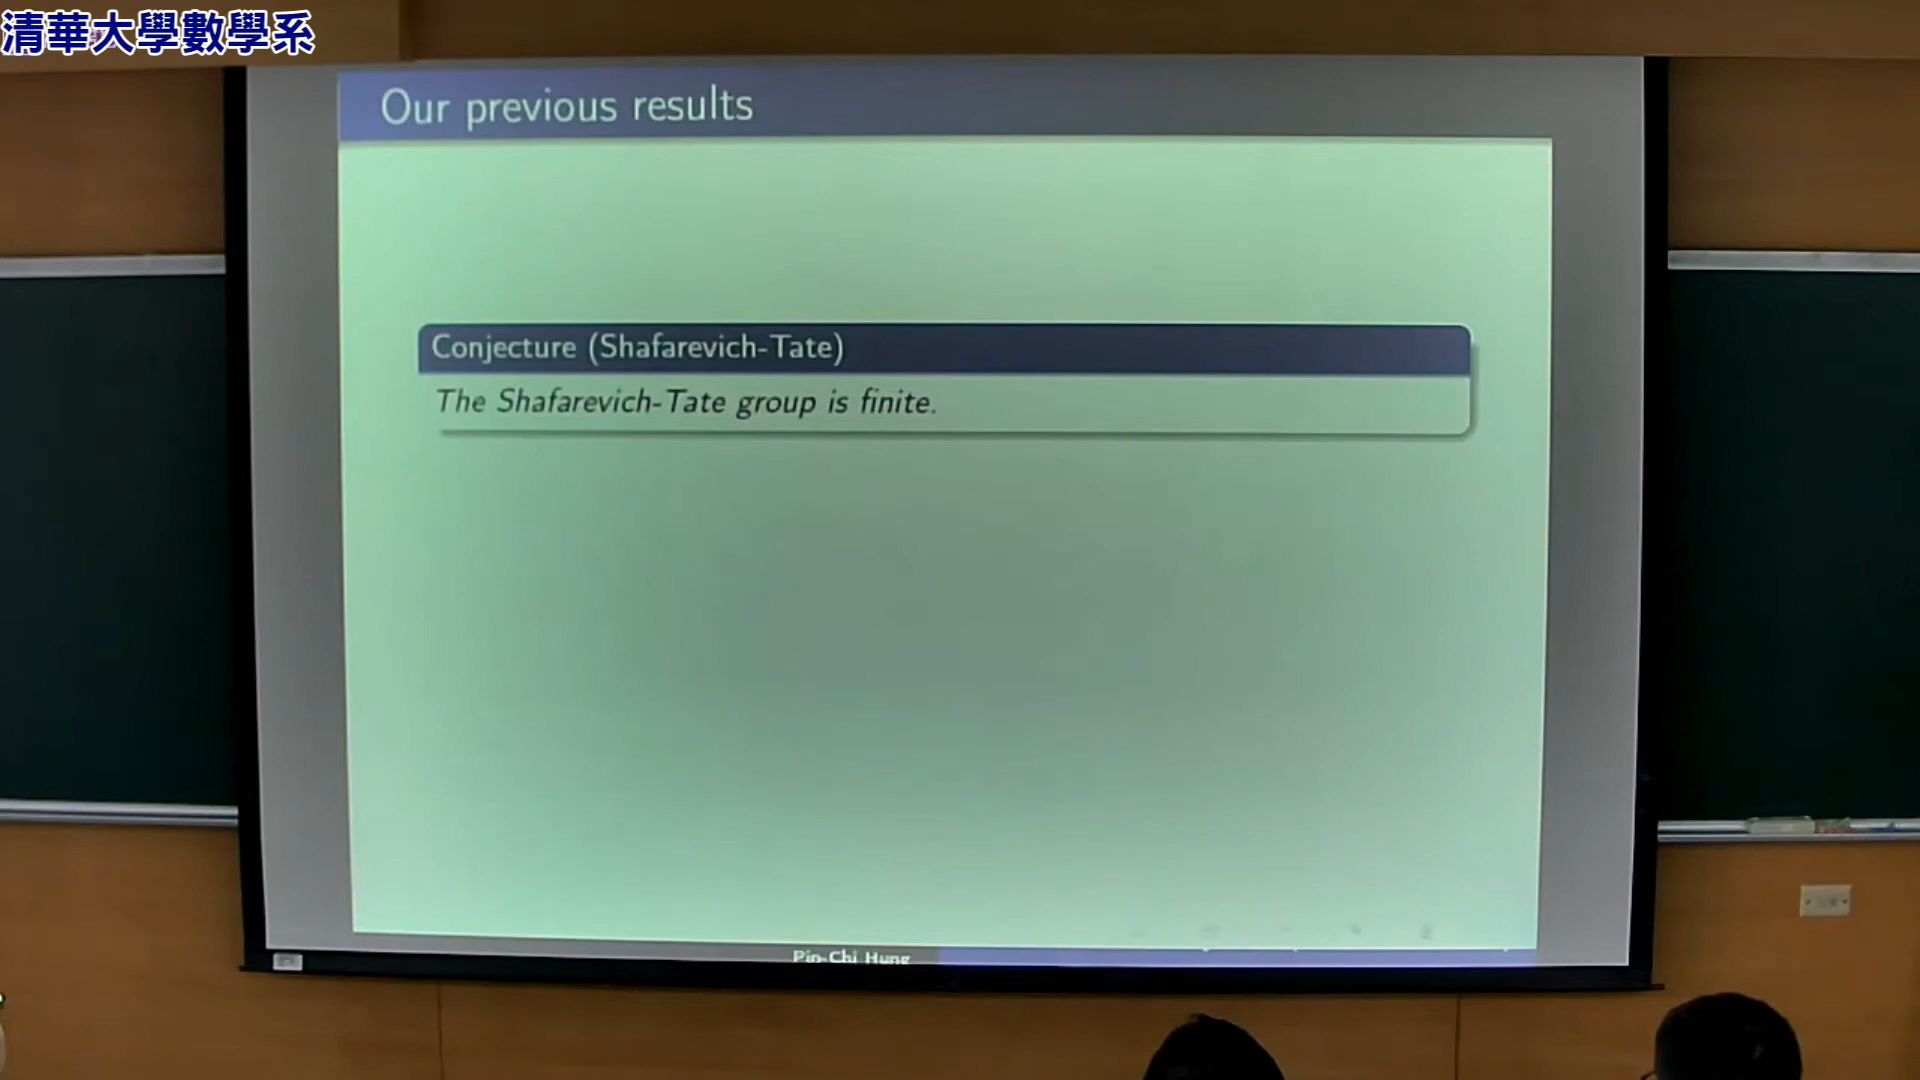 清華大學數學系
Our previous results
Conjecture (Shafarevich-Tate)
The Shafarevich-Tate group is finite.
Pin-Chi Hung